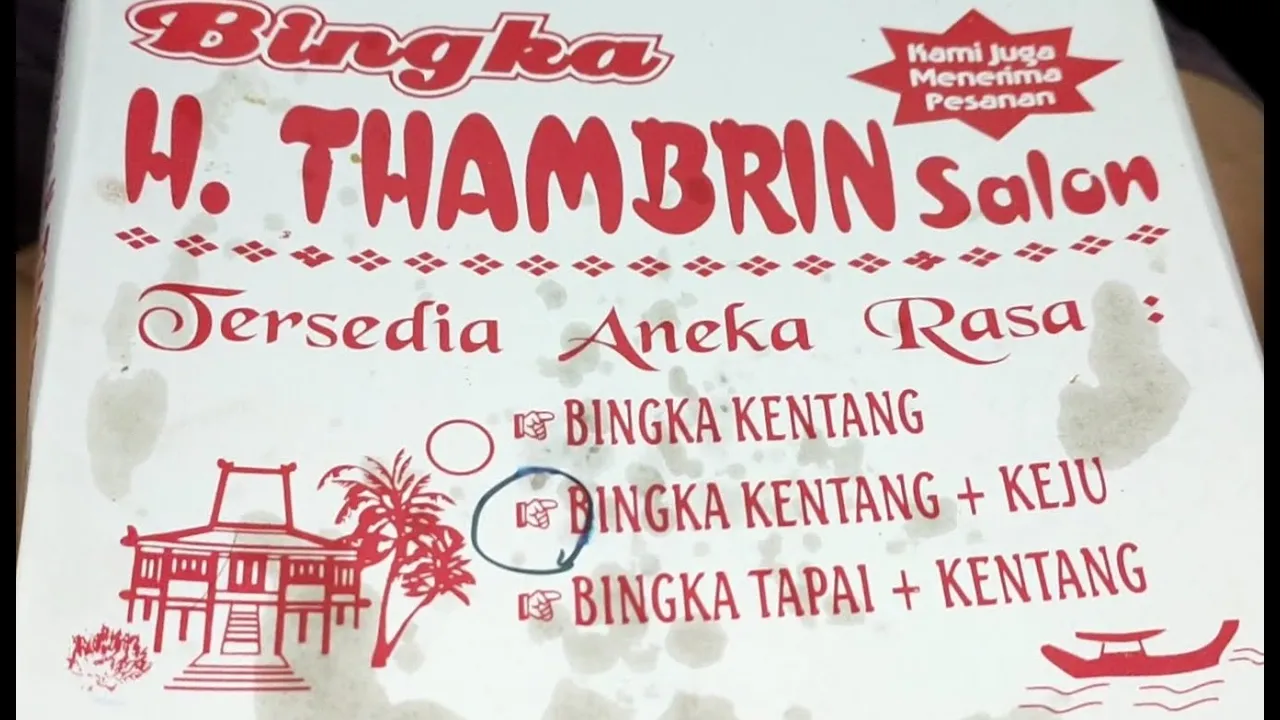 Bingka
Kami Juga
Menerima
Pesanan
H. THAMBRIN Salon
Tersedia Aneka Rasa :
BINGKA KENTANG
BINGKA KENTANG + KEJU
BINGKA TAPAI + KENTANG